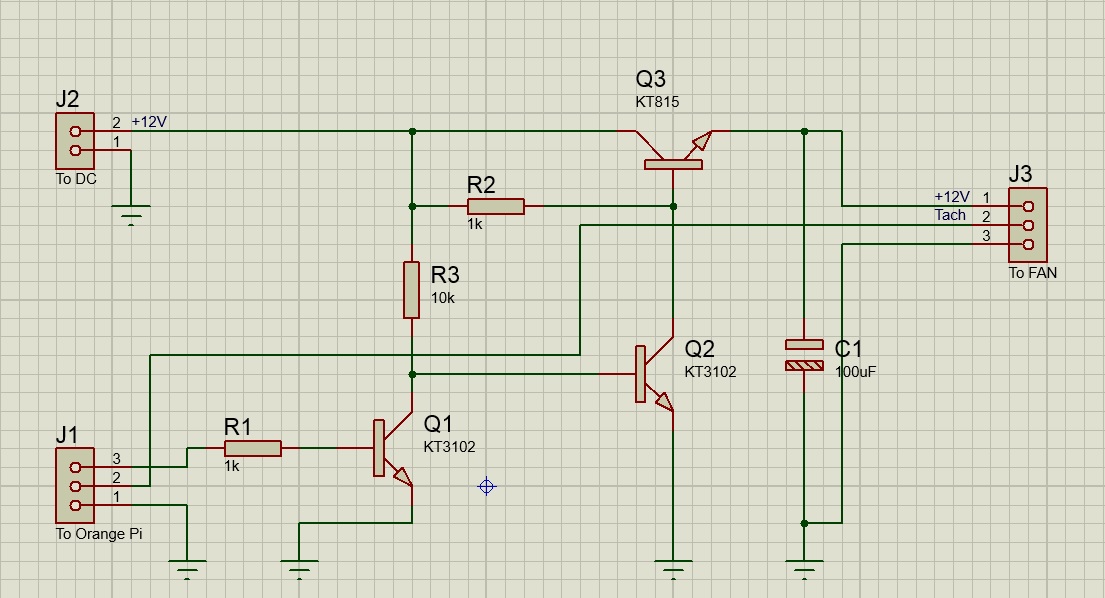 Q3
KT815
J2
2 +12V
1
To DC
R2
1k
J3
+12V 1
Tach 2
3
To FAN
R3
10k
Q2
KT3102
C1
100uF
Q1
KT3102
R1
1k
J1
3
2
1
To Orange Pi